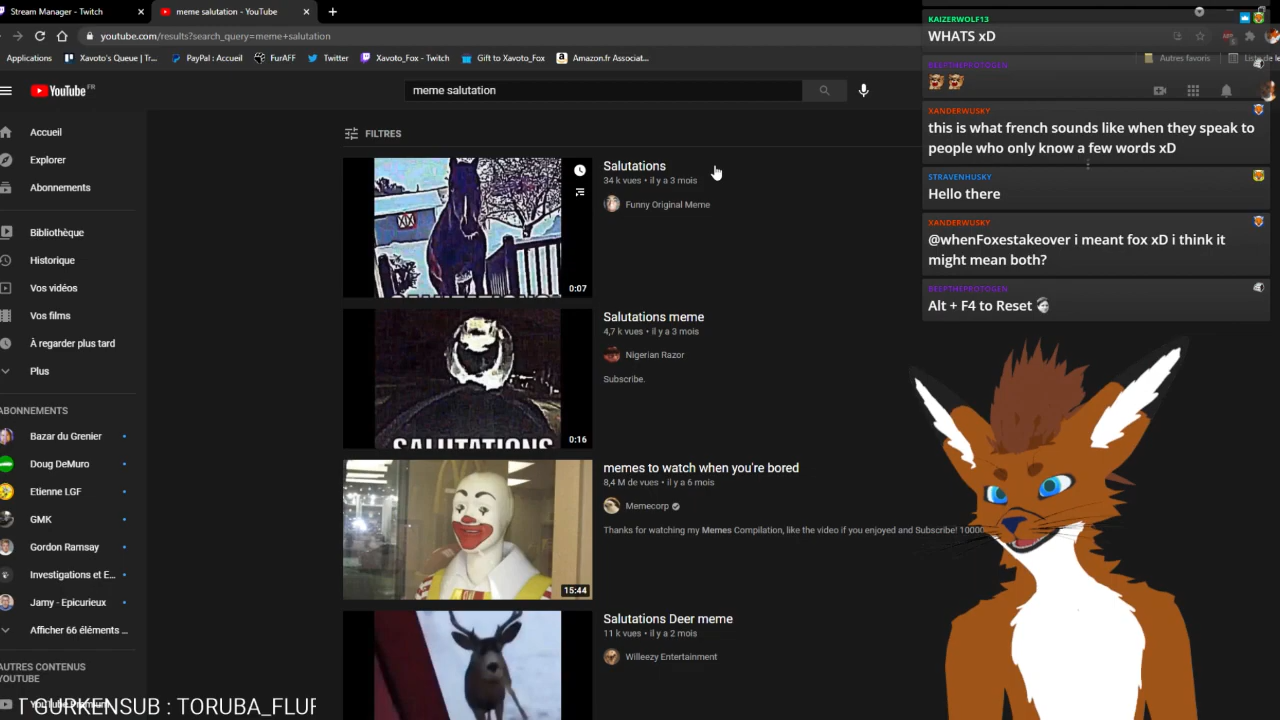 Stream Manager - Twitch
meme salutation - YouTube
youtube.com/results?search_query=meme+salutation
Applications
Xavoto's Queue | Tr...
PayPal : Accueil
FurAFF
Twitter
Xavoto_Fox - Twitch
Gift to Xavoto_Fox
Amazon.fr Associat...
Autres favoris
YouTube FR
meme salutation
Accueil
Explorer
Abonnements
Bibliothèque
Historique
Vos vidéos
Vos films
À regarder plus tard
Plus
ABONNEMENTS
Bazar du Grenier
Doug DeMuro
Etienne LGF
GMK
Gordon Ramsay
Investigations et E...
Jamy - Epicurieux
Afficher 66 éléments ...
AUTRES CONTENUS
YOUTUBE
YouTube Premium
FILTRES
Salutations
34 k vues • il y a 3 mois
Funny Original Meme
0:07
Salutations meme
4,7 k vues • il y a 3 mois
Nigerian Razor
Subscribe.
0:16
SALUTATIONS
memes to watch when you're bored
8,4 M de vues • il y a 6 mois
Memecorp
Thanks for watching my Memes Compilation, like the video if you enjoyed and Subscribe! 10000
15:44
Salutations Deer meme
11 k vues • il y a 2 mois
Willeezy Entertainment
KAIZERWOLF13
WHATS xD
BEEPTHEPROTOGEN
XANDERWUSKY
this is what french sounds like when they speak to
people who only know a few words xD
STRAVENHUSKY
Hello there
XANDERWUSKY
@whenFoxestakeover i meant fox xD i think it
might mean both?
BEEPTHEPROTOGEN
Alt + F4 to Reset
T GURKENSUB : TORUBA_FLUF